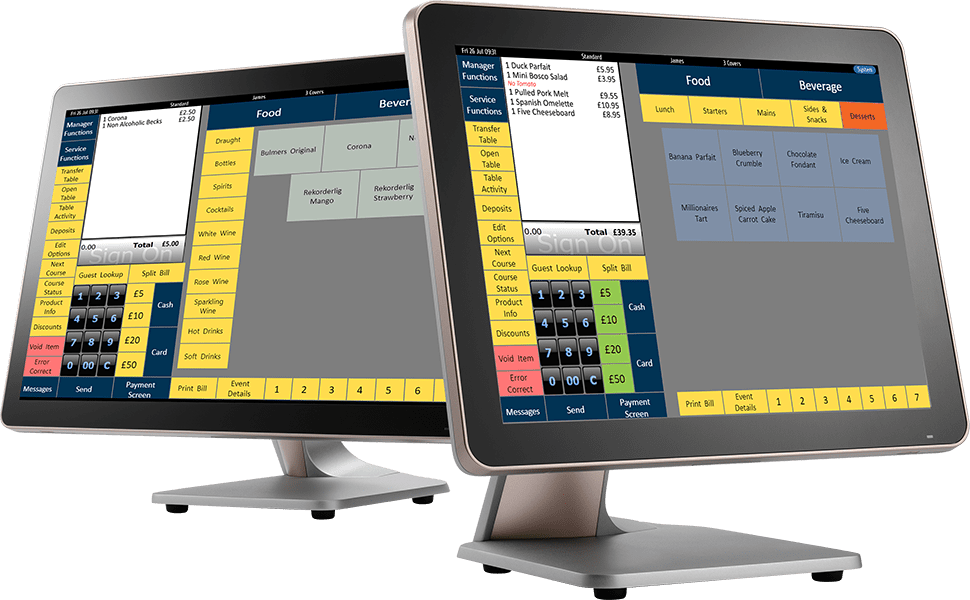 Fri 26 Jul 09:31
Standard
James
3 Covers
Manager
Functions
Service
Functions
Transfer
Table
Open
Table
Table
Activity
Deposits
Edit
Options
Next
Course
Course
Status
Product
Info
Discounts
Void Item
Error
Correct
Messages
1 Corona £2.50
1 Non Alcoholic Becks £2.50
0.00 Total £5.00
Sign On
Guest Lookup Split Bill
1 2 3 £5
4 5 6 £10
7 8 9 £20
0 00 C £50
Cash
Card
Send
Payment
Screen
Food
Draught
Bottles
Spirits
Cocktails
White Wine
Red Wine
Rose Wine
Sparkling
Wine
Hot Drinks
Soft Drinks
Bulmers Original
Corona
Rekorderlig
Mango
Rekorderlig
Strawberry
Print Bill
Event
Details
1 2 3 4 5 6
Fri 26 Jul 09:31
Standard
James
3 Covers
System
Manager
Functions
Service
Functions
Transfer
Table
Open
Table
Table
Activity
Deposits
Edit
Options
Next
Course
Course
Status
Product
Info
Discounts
Void Item
Error
Correct
Messages
1 Duck Parfait £5.95
1 Mini Bosco Salad £3.95
No Tomato
1 Pulled Pork Melt £9.55
1 Spanish Omelette £10.95
1 Five Cheeseboard £8.95
0.00 Total £39.35
Sign On
Guest Lookup Split Bill
1 2 3 £5
4 5 6 £10
7 8 9 £20
0 00 C £50
Cash
Card
Send
Payment
Screen
Food
Beverage
Lunch
Starters
Mains
Sides &
Snacks
Desserts
Banana Parfait
Blueberry
Crumble
Chocolate
Fondant
Ice Cream
Millionaires
Tart
Spiced Apple
Carrot Cake
Tiramisu
Five
Cheeseboard
Print Bill
Event
Details
1 2 3 4 5 6 7